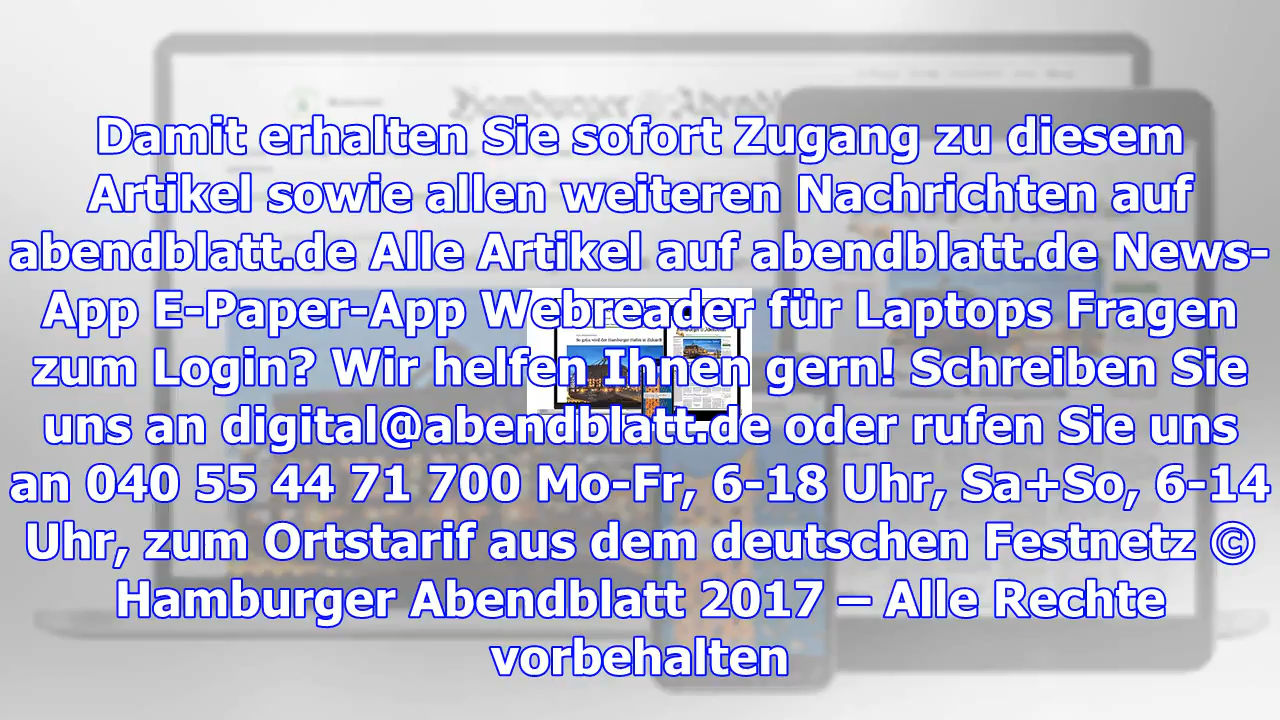 Damit erhalten Sie sofort Zugang zu diesem
Artikel sowie allen weiteren Nachrichten auf
abendblatt.de Alle Artikel auf abendblatt.de News-
App E-Paper-App Webreader für Laptops Fragen
zum Login? Wir helfen Ihnen gern! Schreiben Sie
uns an digital@abendblatt.de oder rufen Sie uns
an 040 55 44 71 700 Mo-Fr, 6-18 Uhr, Sa+So, 6-14
Uhr, zum Ortstarif aus dem deutschen Festnetz ©
Hamburger Abendblatt 2017 – Alle Rechte
vorbehalten